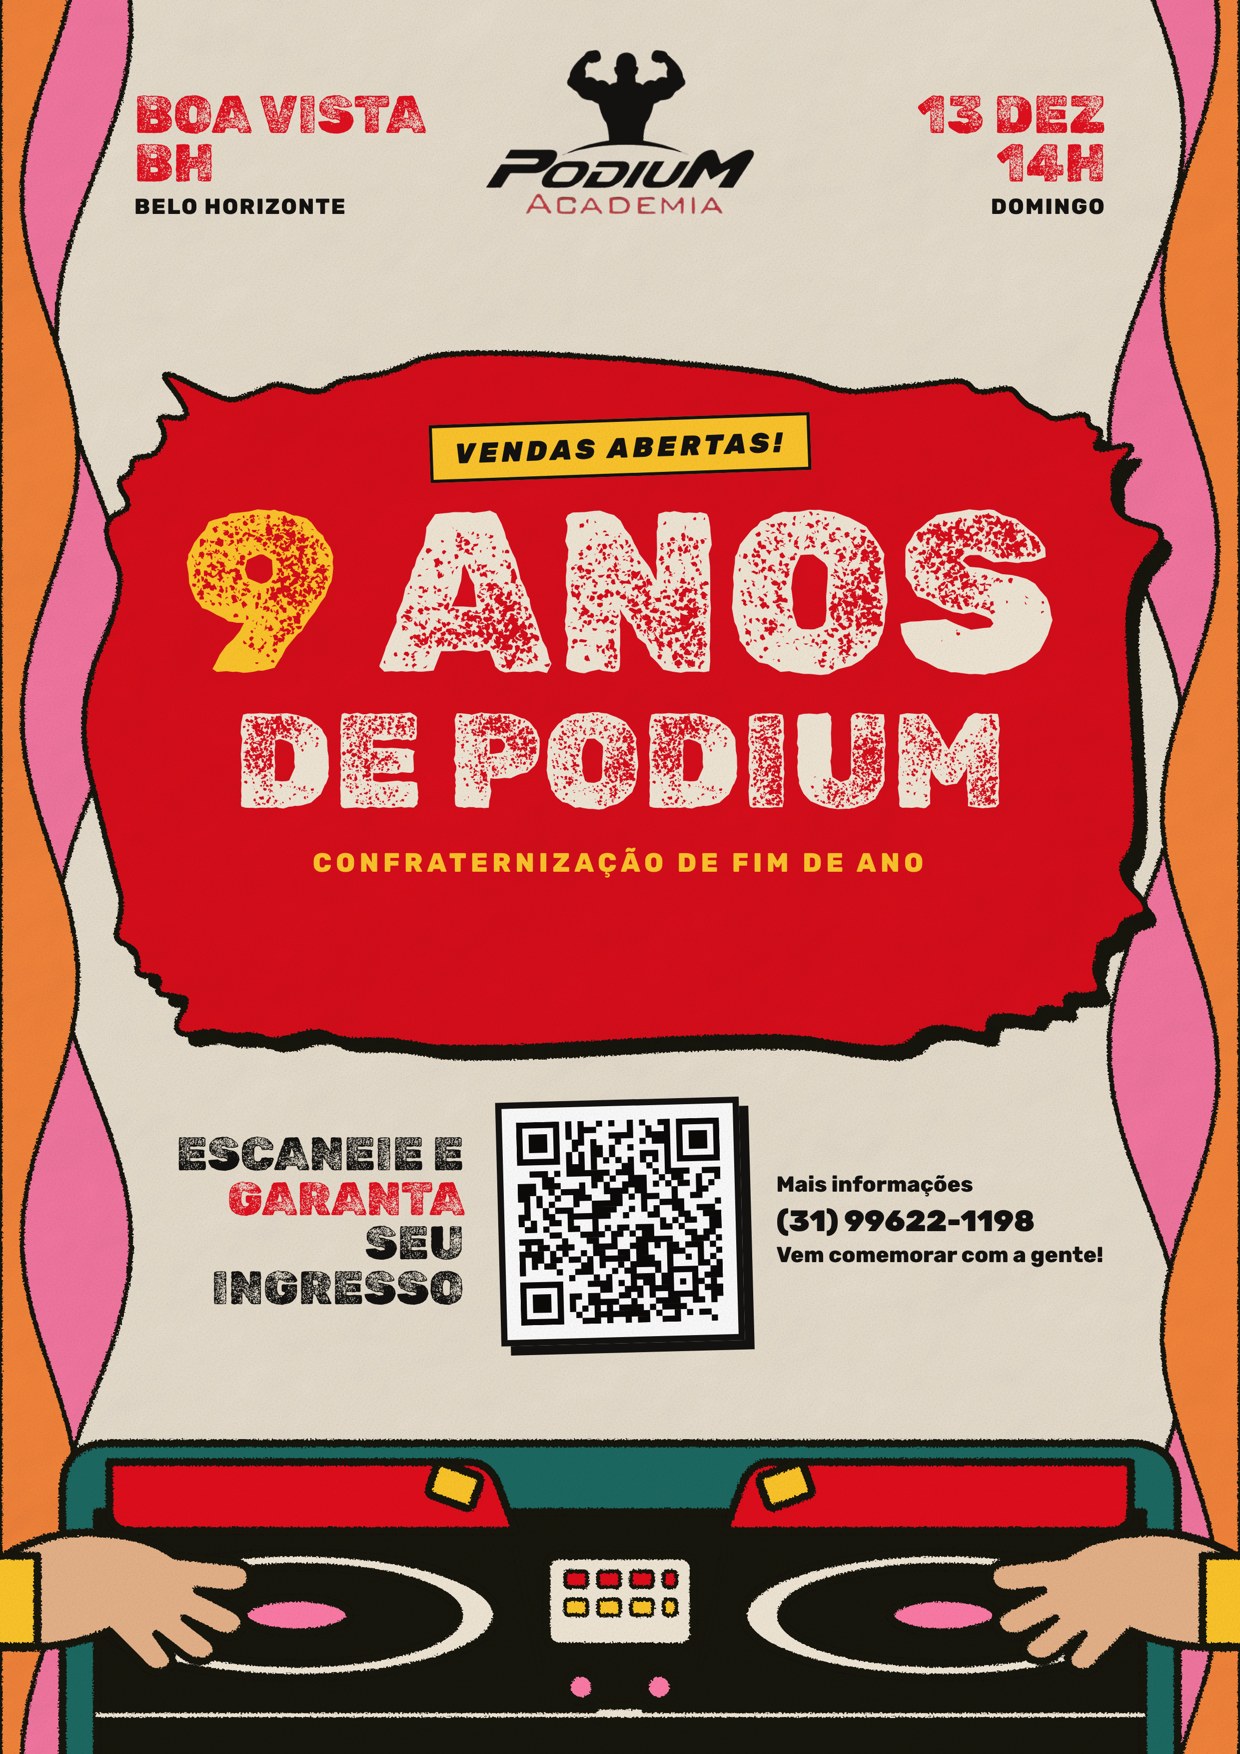 BOA VISTA
BH
BELO HORIZONTE
PODIUM
ACADEMIA
13 DEZ
14H
DOMINGO
VENDAS ABERTAS!
9 ANOS
DE PODIUM
CONFRATERNIZAÇÃO DE FIM DE ANO
ESCANEIE E
GARANTA
SEU
INGRESSO
Mais informações
(31) 99622-1198
Vem comemorar com a gente!